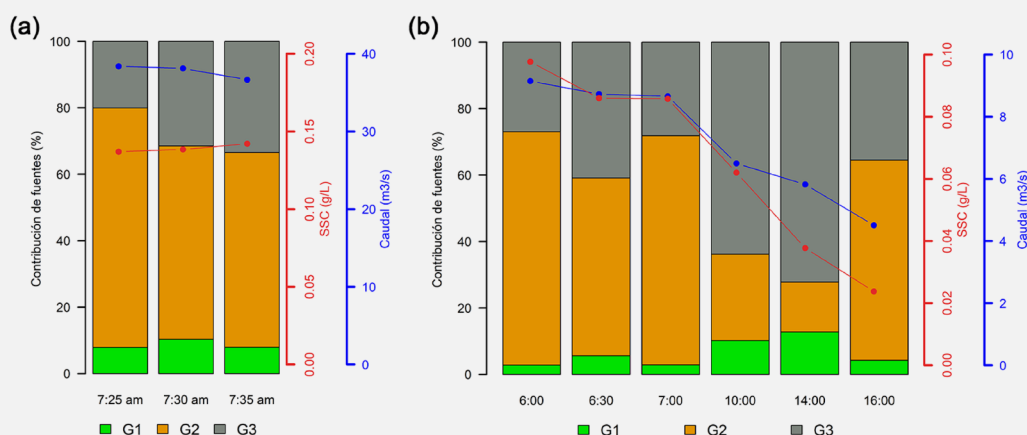 (a)
Contribución de fuentes (%)
100
80
60
40
20
0
7:25 am 7:30 am 7:35 am
0.20
0.15
0.10
0.05
0.00
SSC (g/L)
40
30
20
10
0
Caudal (m3/s)
G1 G2 G3
(b)
Contribución de fuentes (%)
100
80
60
40
20
0
6:00 6:30 7:00 10:00 14:00 16:00
0.10
0.08
0.06
0.04
0.02
0.00
SSC (g/L)
10
8
6
4
2
0
Caudal (m3/s)
G1 G2 G3